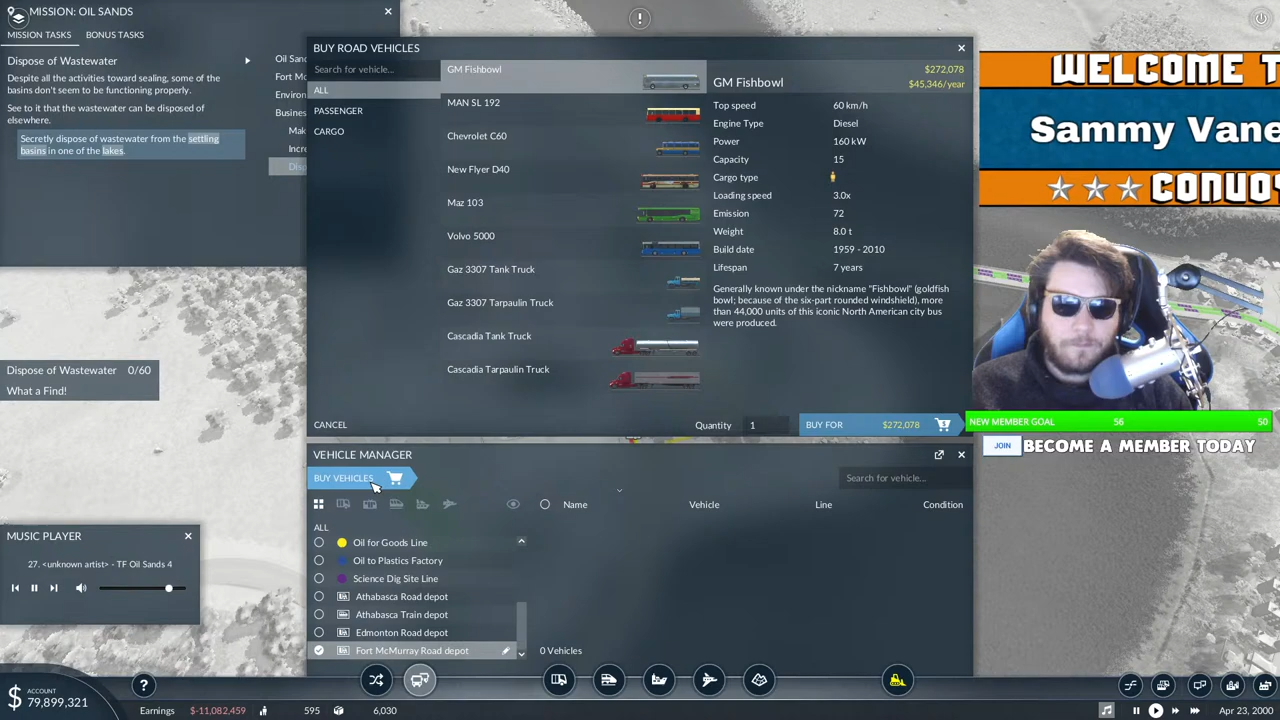 MISSION: OIL SANDS
MISSION TASKS
BONUS TASKS
Dispose of Wastewater
Despite all the activities toward sealing, some of the
basins don't seem to be functioning properly.
See to it that the wastewater can be disposed of
elsewhere.
Secretly dispose of wastewater from the settling
basins in one of the lakes.
Oil Sands
Fort Mc
Environ
Business
Mak
Incre
Disp
Dispose of Wastewater 0/60
What a Find!
MUSIC PLAYER
27. <unknown artist> - TF Oil Sands 4
BUY ROAD VEHICLES
Search for vehicle...
ALL
PASSENGER
CARGO
GM Fishbowl
MAN SL 192
Chevrolet C60
New Flyer D40
Maz 103
Volvo 5000
Gaz 3307 Tank Truck
Gaz 3307 Tarpaulin Truck
Cascadia Tank Truck
Cascadia Tarpaulin Truck
$272,078
GM Fishbowl
$45,346/year
Top speed 60 km/h
Engine Type Diesel
Power 160 kW
Capacity 15
Cargo type
Loading speed 3.0x
Emission 72
Weight 8.0 t
Build date 1959 - 2010
Lifespan 7 years
Generally known under the nickname "Fishbowl" (goldfish
bowl; because of the six-part rounded windshield), more
than 44,000 units of this iconic North American city bus
were produced.
CANCEL
Quantity 1
BUY FOR $272,078
VEHICLE MANAGER
BUY VEHICLES
Search for vehicle...
Name Vehicle Line Condition
ALL
Oil for Goods Line
Oil to Plastics Factory
Science Dig Site Line
Athabasca Road depot
Athabasca Train depot
Edmonton Road depot
Fort McMurray Road depot
0 Vehicles
WELCOME T
Sammy Vane
CONVOY
NEW MEMBER GOAL 56 50
JOIN BECOME A MEMBER TODAY
$ ACCOUNT
79,899,321
?
Earnings $-11,082,459 595 6,030
Apr 23, 2000